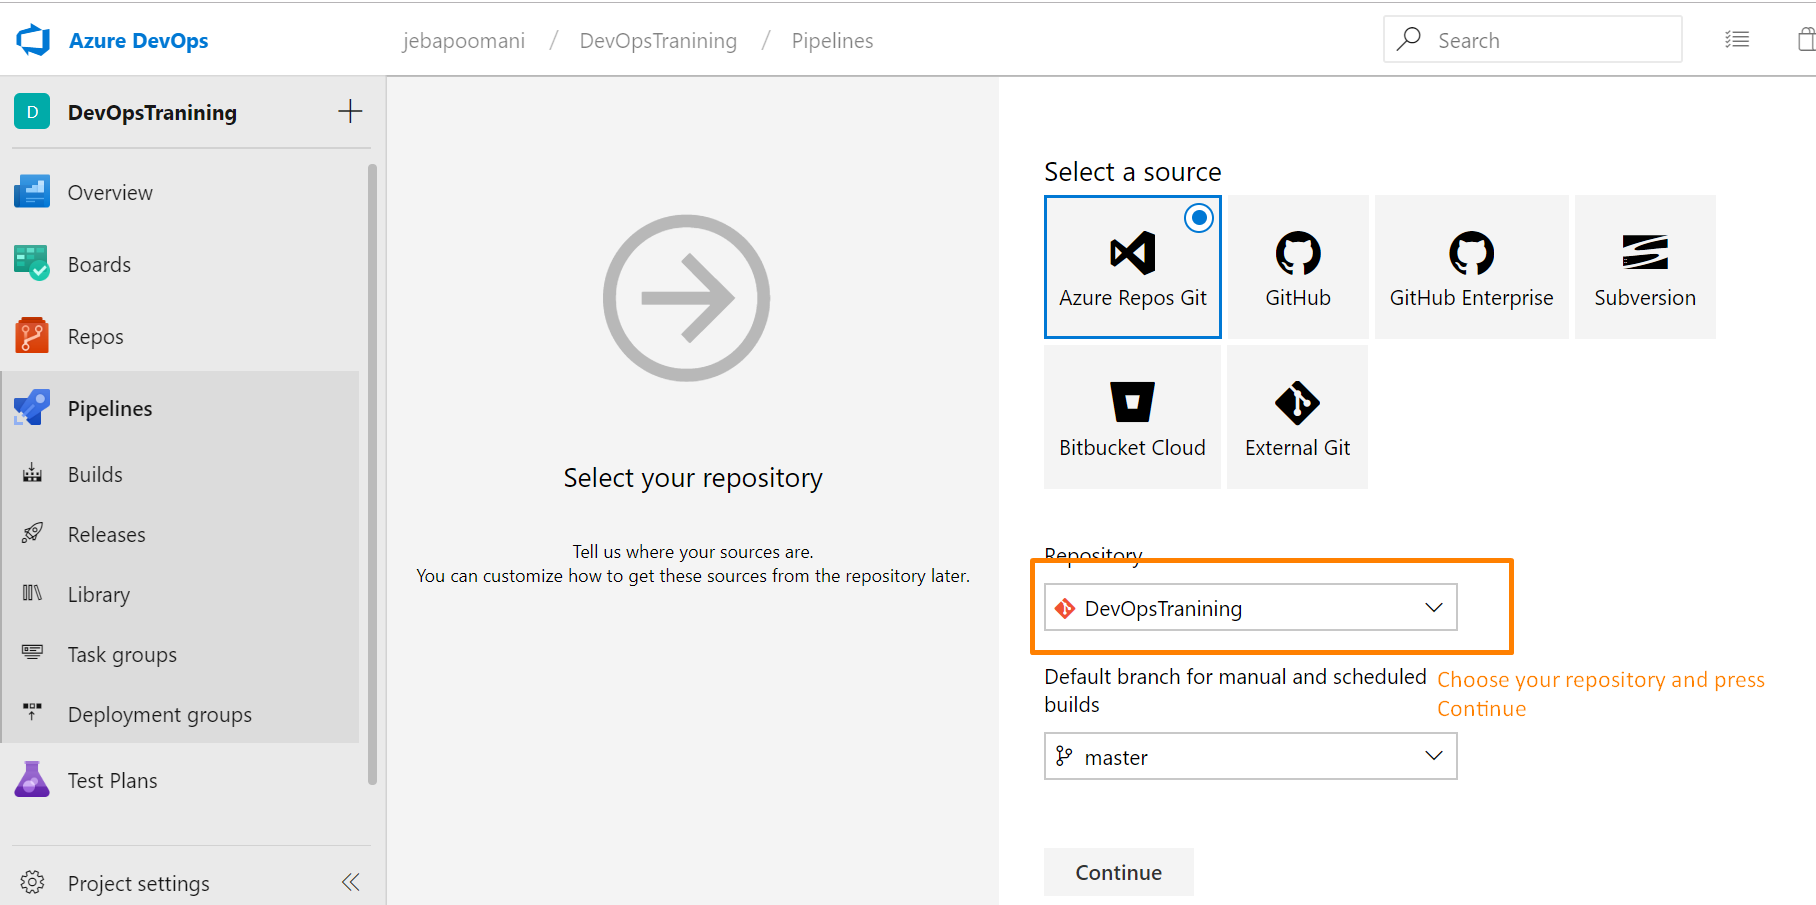 Azure DevOps
jebapoomani / DevOpsTranining / Pipelines
Search
D DevOpsTranining
Overview
Boards
Repos
Pipelines
Builds
Releases
Library
Task groups
Deployment groups
Test Plans
Project settings
Select your repository
Tell us where your sources are.
You can customize how to get these sources from the repository later.
Select a source
Azure Repos Git
GitHub
GitHub Enterprise
Subversion
Bitbucket Cloud
External Git
Repository
DevOpsTranining
Default branch for manual and scheduled
builds
Choose your repository and press
Continue
master
Continue